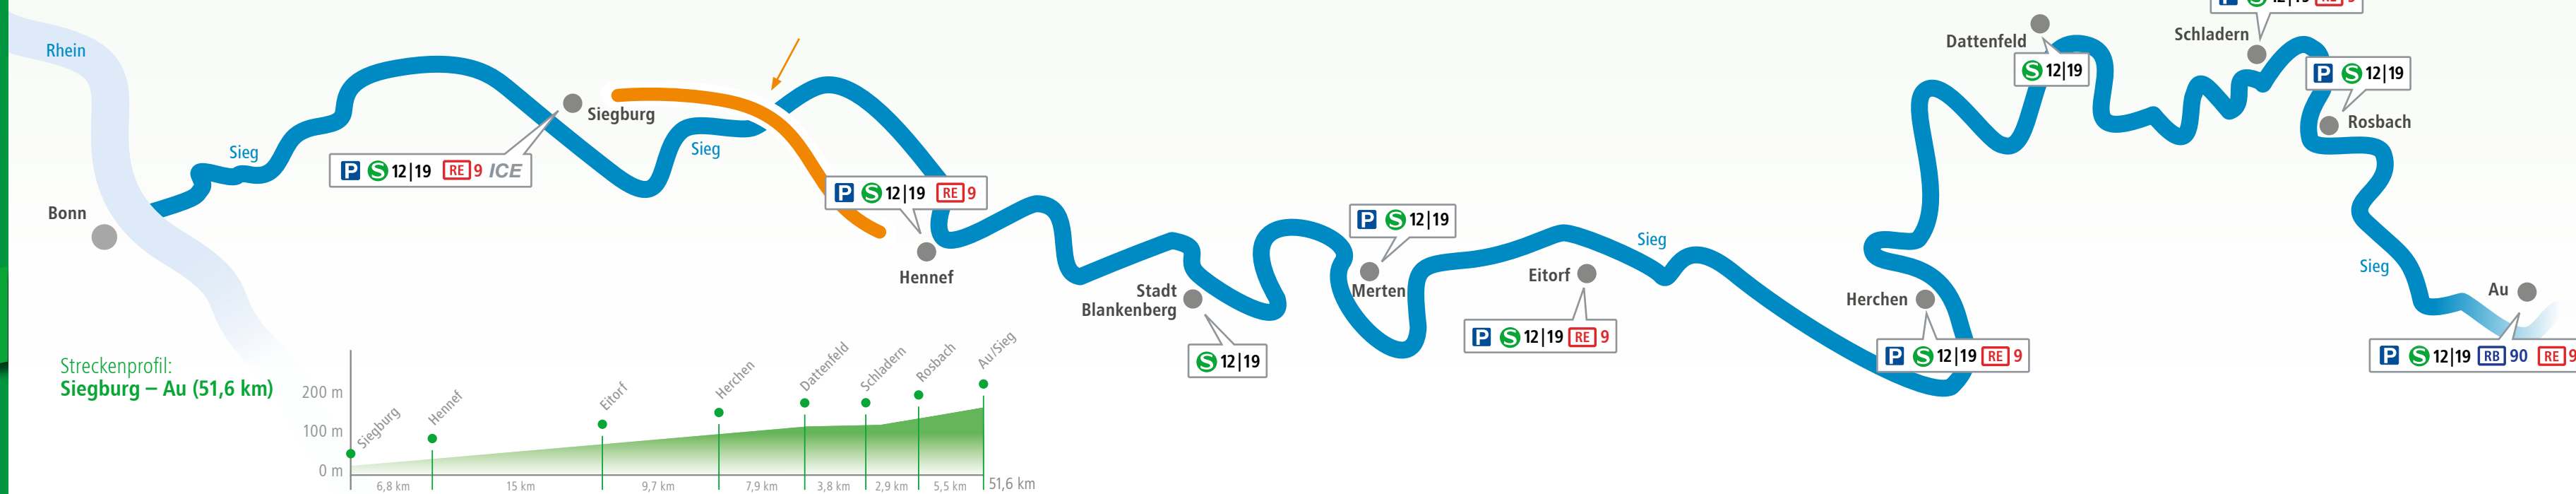 P S 12|19 RE 9
Rhein
Dattenfeld
Schladern
S 12|19
P S 12|19
Siegburg
Rosbach
Sieg
Sieg
P S 12|19 RE 9 ICE
P S 12|19 RE 9
Bonn
P S 12|19
Sieg
Hennef
Stadt
Blankenberg
Merten
Eitorf
Herchen
Sieg
Au
S 12|19
P S 12|19 RE 9
P S 12|19 RE 9
P S 12|19 RB 90 RE 9
Streckenprofil:
Siegburg – Au (51,6 km)
200 m
100 m
0 m
Siegburg
Hennef
Eitorf
Herchen
Dattenfeld
Schladern
Rosbach
Au/Sieg
6,8 km
15 km
9,7 km
7,9 km
3,8 km
2,9 km
5,5 km
51,6 km